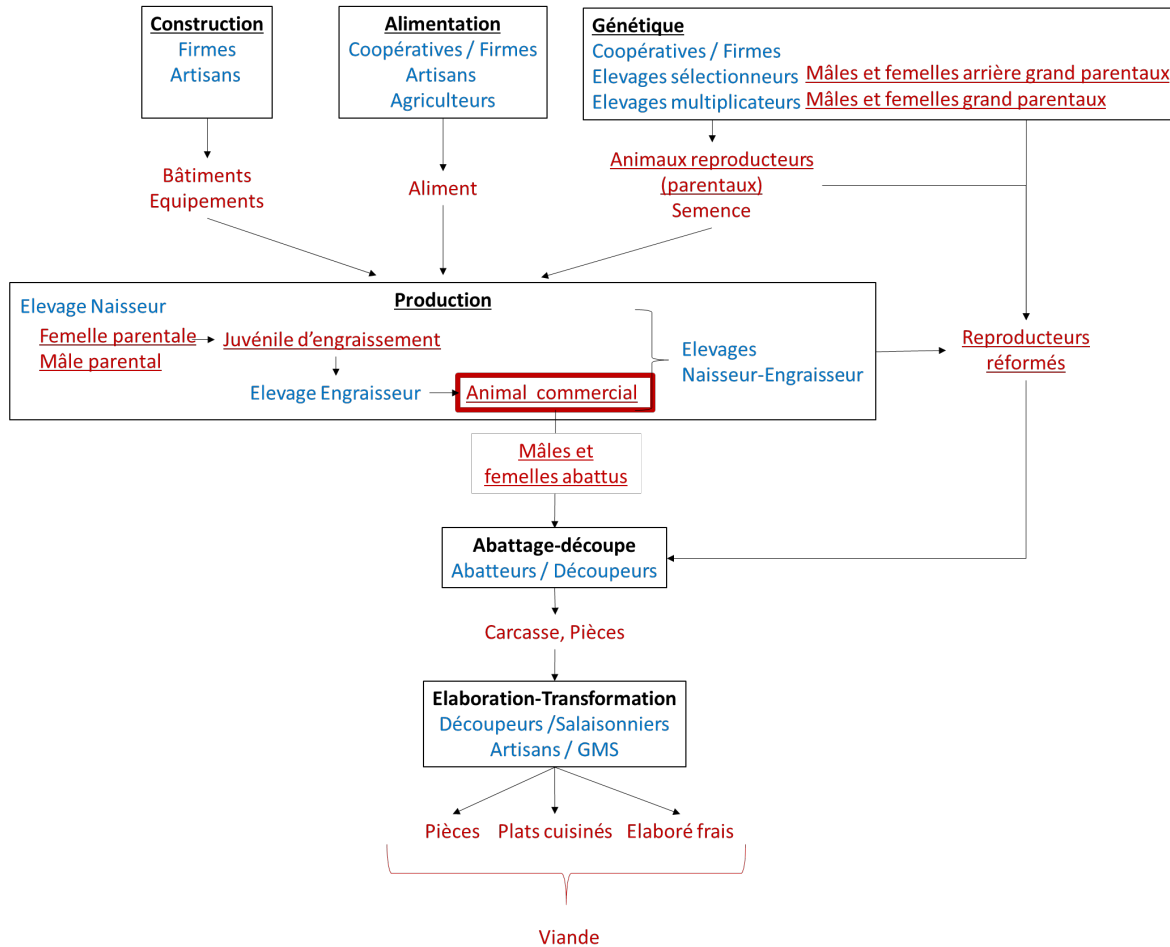 Construction
Firmes
Artisans
Alimentation
Coopératives / Firmes
Artisans
Agriculteurs
Génétique
Coopératives / Firmes
Elevages sélectionneurs Mâles et femelles arrière grand parentaux
Elevages multiplicateurs Mâles et femelles grand parentaux
Bâtiments
Equipements
Aliment
Animaux reproducteurs
(parentaux)
Semence
Production
Elevage Naisseur
Femelle parentale
Mâle parental
Juvénile d’engraissement
Elevage Engraisseur
Animal commercial
Elevages
Naisseur-Engraisseur
Reproducteurs
réformés
Mâles et
femelles abattus
Abattage-découpe
Abatteurs / Découpeurs
Carcasse, Pièces
Elaboration-Transformation
Découpeurs /Salaisonniers
Artisans / GMS
Pièces
Plats cuisinés
Elaboré frais
Viande